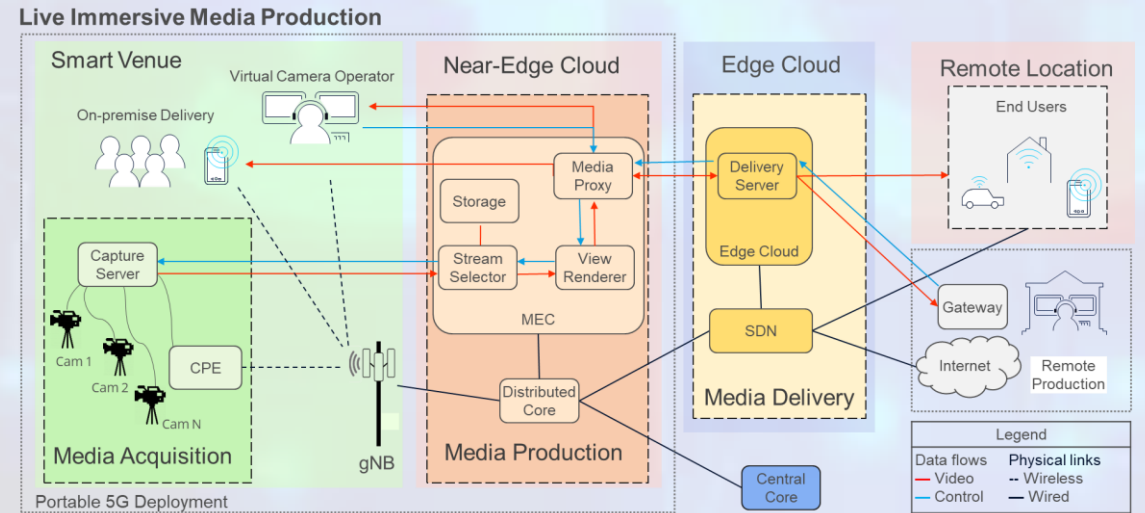 Live Immersive Media Production
Smart Venue
Virtual Camera Operator
On-premise Delivery
Capture
Server
Cam 1
Cam 2
Cam N
CPE
Media Acquisition
gNB
Portable 5G Deployment
Near-Edge Cloud
Media
Proxy
Storage
Stream
Selector
View
Renderer
MEC
Distributed
Core
Media Production
Edge Cloud
Delivery
Server
Edge Cloud
SDN
Media Delivery
Central
Core
Remote Location
End Users
Gateway
Internet
Remote
Production
Legend
Data flows
Video
Control
Physical links
Wireless
Wired